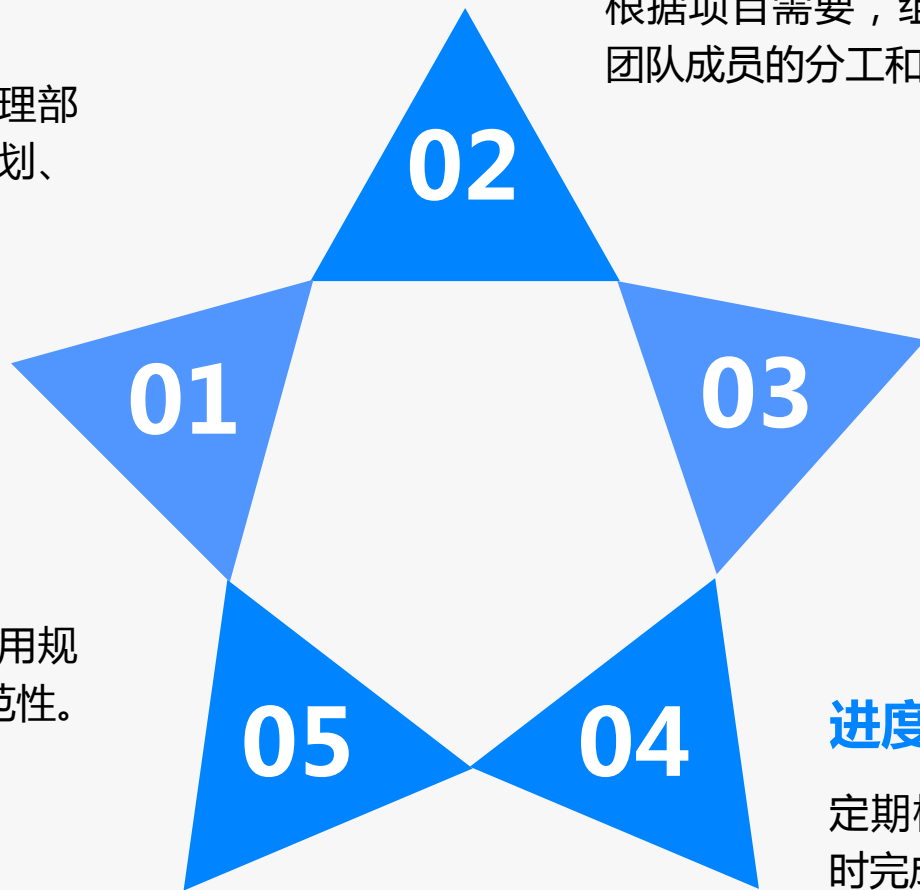 根据项目需要，组
团队成员的分工和
理部
划、
02
01
03
用规
范性。
05
04
进度
定期
时完成